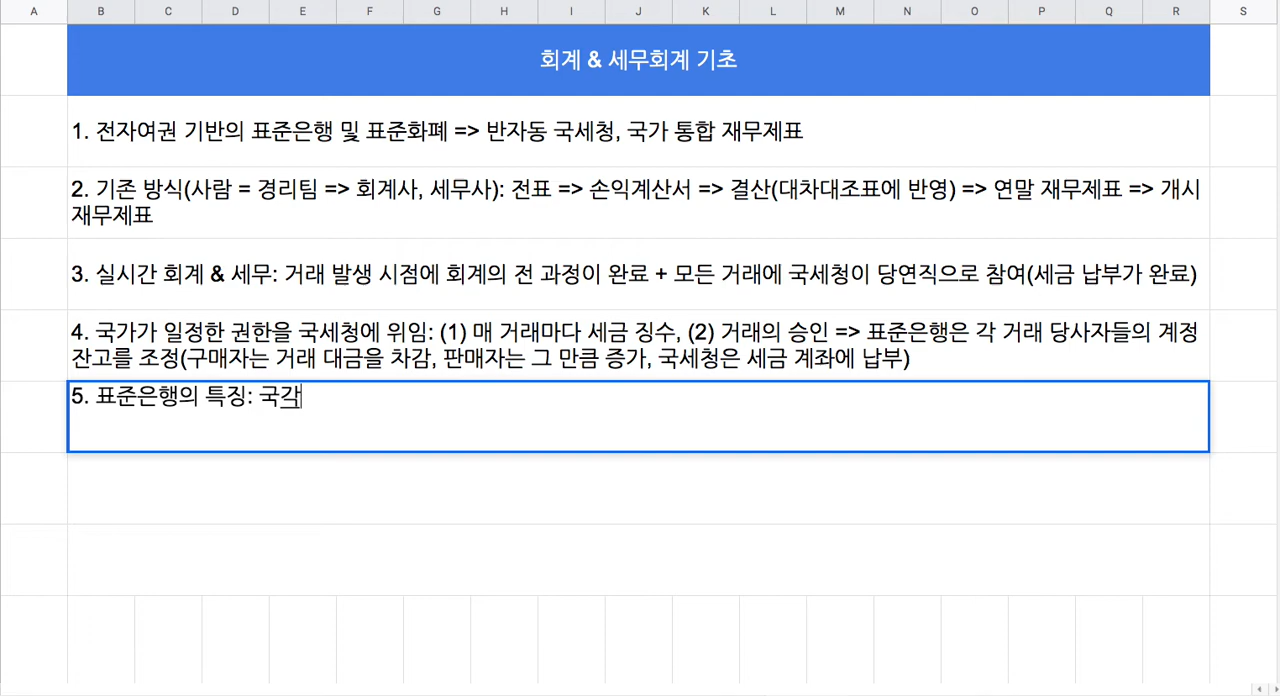 A B C D E F G H I J K L M N O P Q R S
회계 & 세무회계 기초
1. 전자여권 기반의 표준은행 및 표준화폐 => 반자동 국세청, 국가 통합 재무제표
2. 기존 방식(사람 = 경리팀 => 회계사, 세무사): 전표 => 손익계산서 => 결산(대차대조표에 반영) => 연말 재무제표 => 개시
재무제표
3. 실시간 회계 & 세무: 거래 발생 시점에 회계의 전 과정이 완료 + 모든 거래에 국세청이 당연직으로 참여(세금 납부가 완료)
4. 국가가 일정한 권한을 국세청에 위임: (1) 매 거래마다 세금 징수, (2) 거래의 승인 => 표준은행은 각 거래 당사자들의 계정
잔고를 조정(구매자는 거래 대금을 차감, 판매자는 그 만큼 증가, 국세청은 세금 계좌에 납부)
5. 표준은행의 특징: 국각